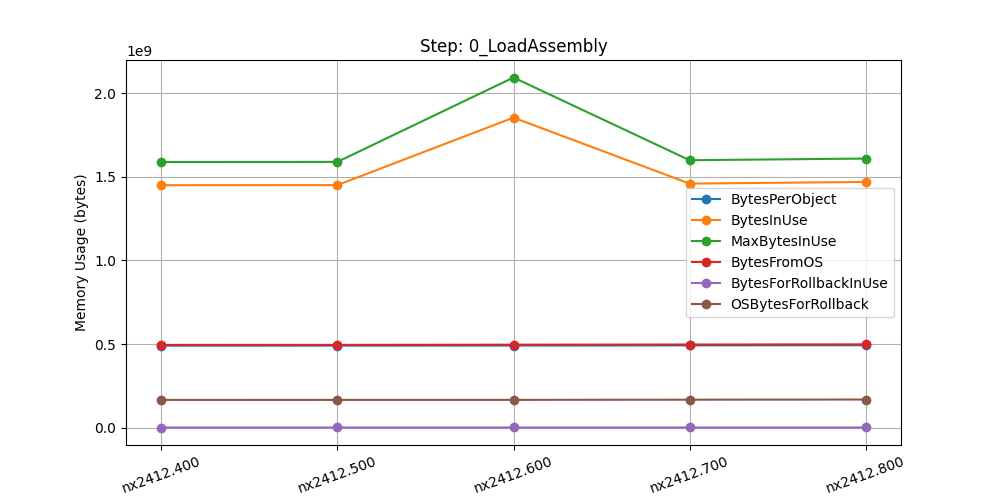 Step: 0_LoadAssembly
1e9
Memory Usage (bytes)
2.0
1.5
1.0
0.5
0.0
BytesPerObject
BytesInUse
MaxBytesInUse
BytesFromOS
BytesForRollbackInUse
OSBytesForRollback
nx2412.400
nx2412.500
nx2412.600
nx2412.700
nx2412.800